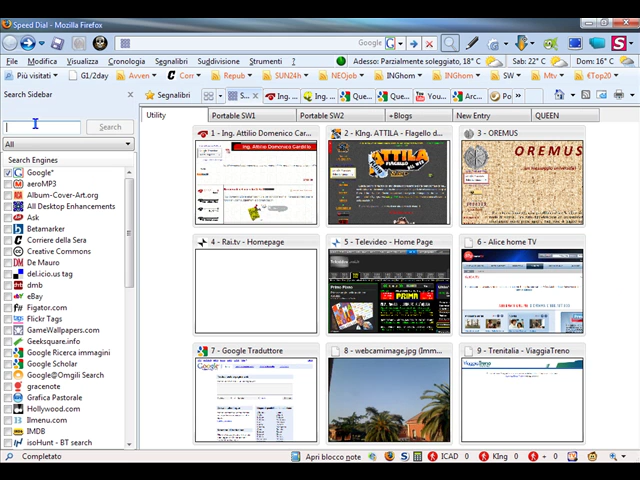 Speed Dial - Mozilla Firefox
Google
File Modifica Visualizza Cronologia Segnalibri Suddivisione Strumenti ?
Adesso: Parzialmente soleggiato, 18° C Sab: 22° C Dom: 16° C
Più visitati G1/2day Avven Corr Repub SUN24h NEOjob INGhom INGhom SW Mtv €Top20
Search Sidebar
Segnalibri
Utility Portable SW1 Portable SW2 +Blogs New Entry QUEEN
Search
All
Search Engines
Google*
aeroMP3
Album-Cover-Art.org
All Desktop Enhancements
Ask
Betamarker
Corriere della Sera
Creative Commons
De Mauro
del.icio.us tag
dmb
eBay
Figator.com
Flickr Tags
GameWallpapers.com
Geeksquare.info
Google Ricerca immagini
Google Scholar
Google@Omgili Search
gracenote
Grafica Pastorale
Hollywood.com
Ilmenu.com
IMDB
isoHunt - BT search
1 - Ing. Attilio Domenico Car...
2 - KIng. ATTILA - Flagello d...
3 - OREMUS
Ing. Attilio Domenico Cardillo
ATTILA
OREMUS
4 - Rai.tv - Homepage
5 - Televideo - Home Page
6 - Alice home TV
PRIMA
7 - Google Traduttore
8 - webcamimage.jpg (Imm...
9 - Trenitalia - ViaggiaTreno
Google
Completato
Apri blocco note
ICAD 0 KIng 0 + 0